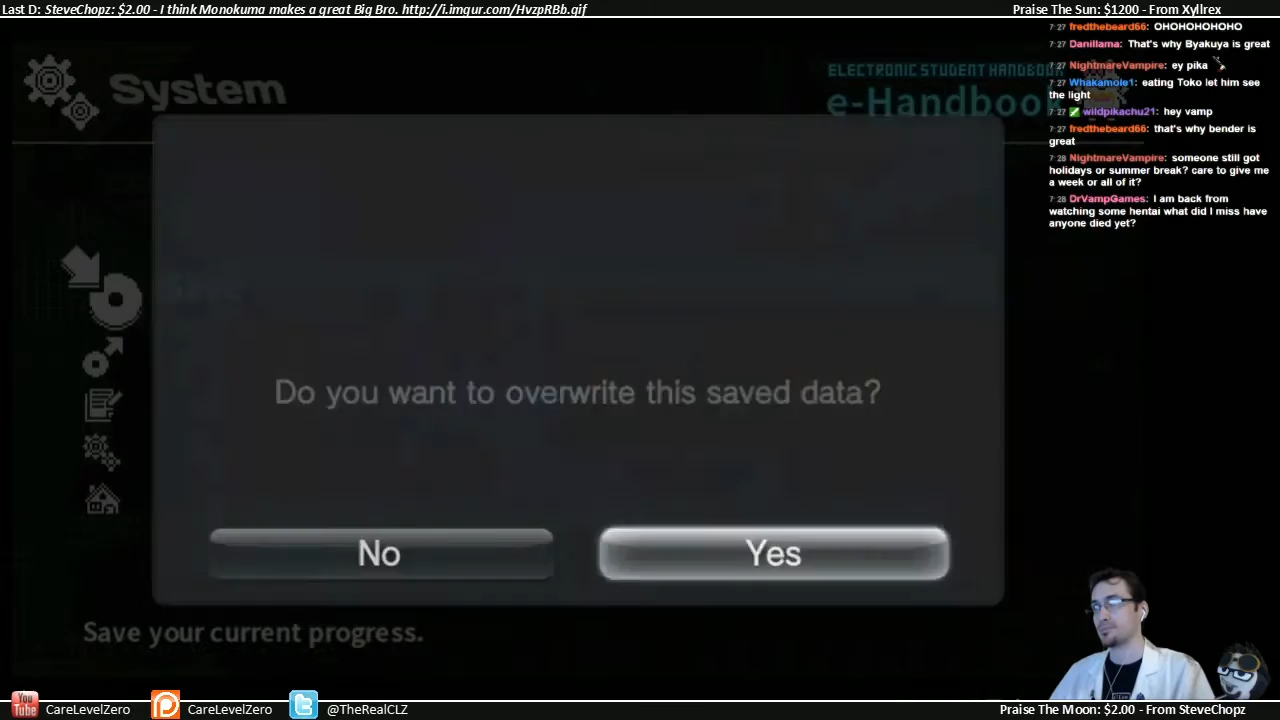 Last D: SteveChopz: $2.00 - I think Monokuma makes a great Big Bro. http://i.imgur.com/HvzpRBb.gif
Praise The Sun: $1200 - From Xyllrex
System
ELECTRONIC STUDENT HANDBOOK
e-Handbook
7:27 fredthebeard66: OHOHOHOHOHO
7:27 Danillama: That's why Byakuya is great
7:27 NightmareVampire: ey pika
7:27 Whakamole1: eating Toko let him see
the light
7:27 wildpikachu21: hey vamp
7:27 fredthebeard66: that's why bender is
great
7:28 NightmareVampire: someone still got
holidays or summer break? care to give me
a week or all of it?
7:28 DrVampGames: I am back from
watching some hentai what did I miss have
anyone died yet?
Do you want to overwrite this saved data?
No
Yes
Save your current progress.
You
Tube
CareLevelZero
CareLevelZero
@TheRealCLZ
Praise The Moon: $2.00 - From SteveChopz